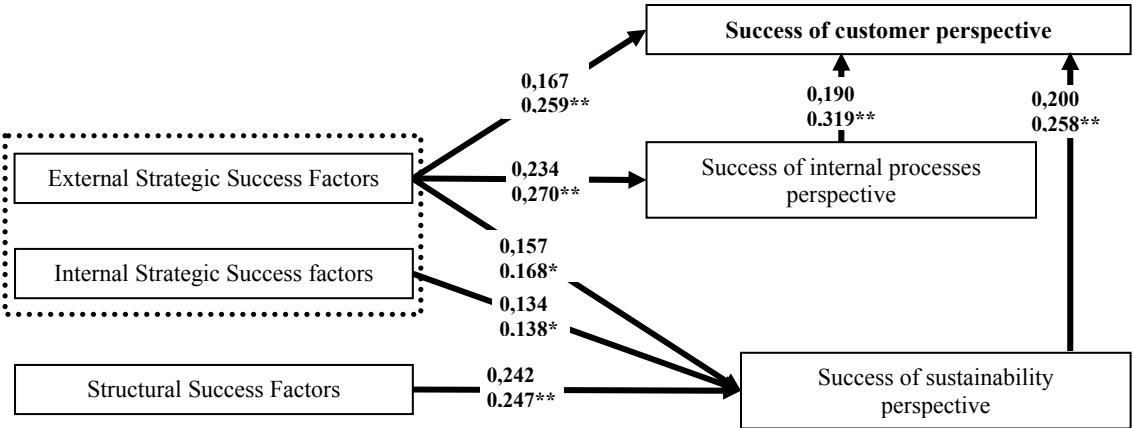 Success of customer perspective
0,167
0,259**
0,190
0,319**
0,200
0,258**
External Strategic Success Factors
0,234
0,270**
Success of internal processes
perspective
0,157
0,168*
Internal Strategic Success factors
0,134
0,138*
Structural Success Factors
0,242
0,247**
Success of sustainability
perspective